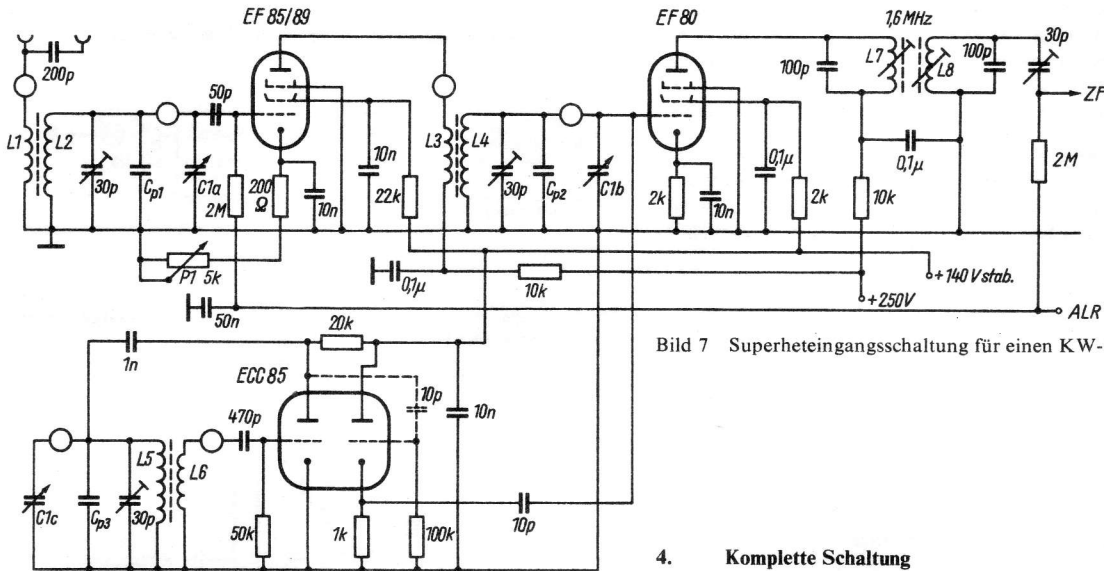 EF 85/89
EF 80
1,6 MHz
200p
50p
100p
L7
L8
100p
30p
ZF
L1
L2
30p
Cp1
C1a
2M
200 Ω
10n
10n
22k
L3
L4
30p
Cp2
C1b
2k
10n
0,1μ
2k
10k
0,1μ
2M
P1 5k
50n
0,1μ
10k
+140 V stab.
+250V
ALR
1n
20k
ECC 85
10p
10n
470p
L5
L6
C1c
Cp3
30p
50k
1k
100k
10p
Bild 7 Superheteingangsschaltung für einen KW-
4. Komplette Schaltung